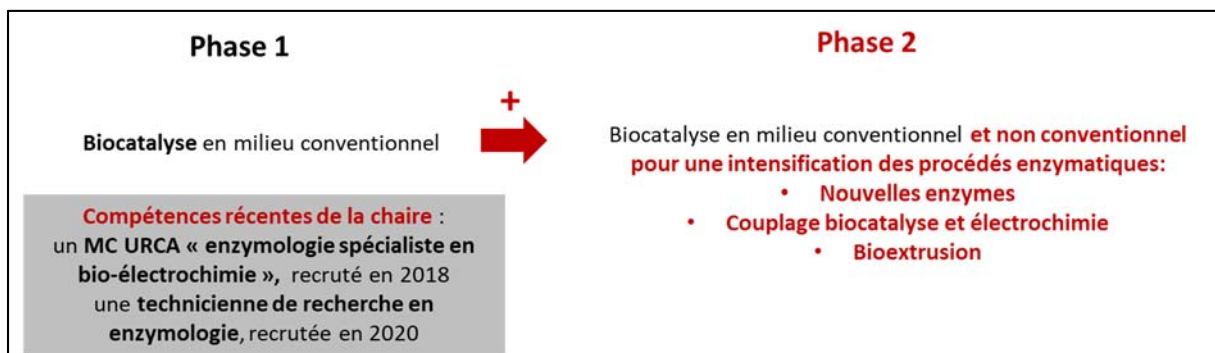 Phase 1
Biocatalyse en milieu conventionnel
Compétences récentes de la chaire :
un MC URCA « enzymologie spécialiste en
bio-électrochimie », recruté en 2018
une technicienne de recherche en
enzymologie, recrutée en 2020
+
Phase 2
Biocatalyse en milieu conventionnel et non conventionnel
pour une intensification des procédés enzymatiques:
• Nouvelles enzymes
• Couplage biocatalyse et électrochimie
• Bioextrusion